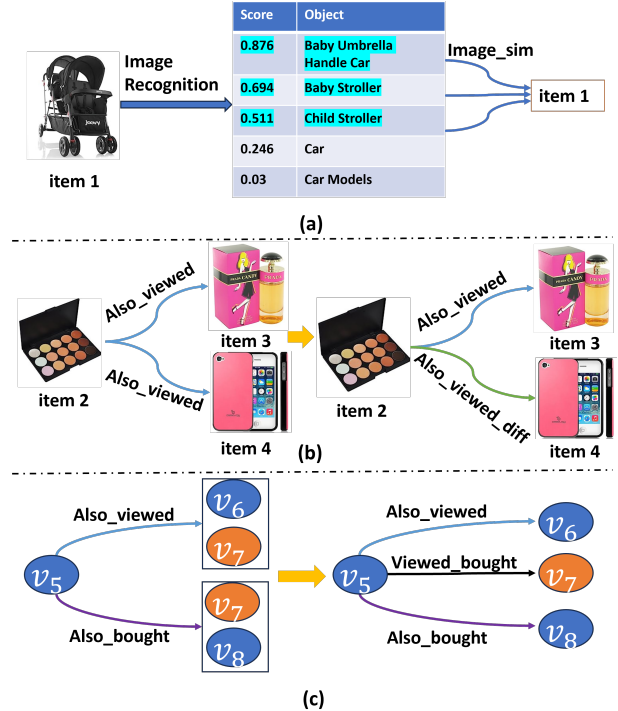 Score Object
0.876 Baby Umbrella
Handle Car
0.694 Baby Stroller
0.511 Child Stroller
0.246 Car
0.03 Car Models
Image
Recognition
Image_sim
joovy
item 1
item 1
(a)
Also_viewed
Also_viewed
item 2
CANDY
item 3
item 4
Also_viewed
Also_viewed_diff
item 2
CANDY
item 3
item 4
(b)
Also_viewed
Also_bought
v5
v6
v7
v7
v8
Also_viewed
Viewed_bought
Also_bought
v5
v6
v7
v8
(c)